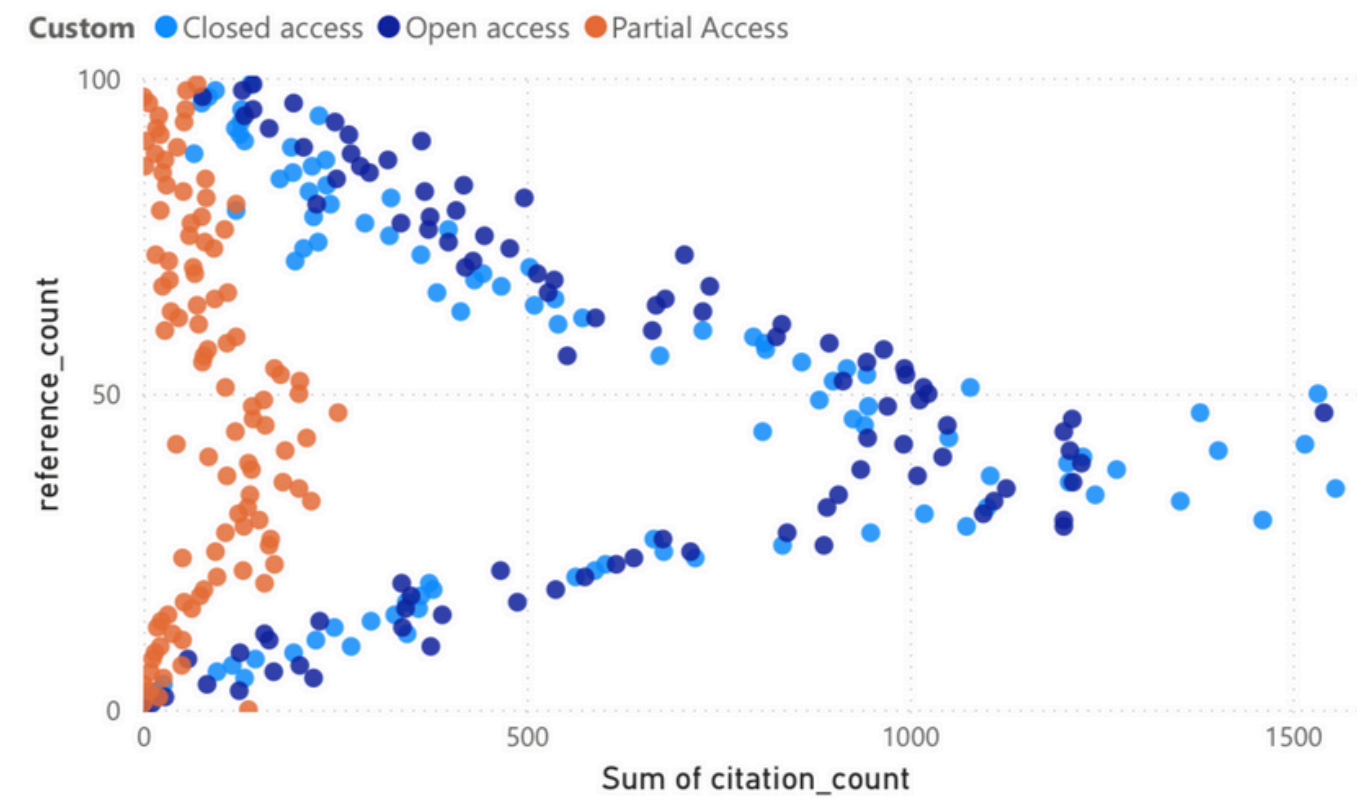 Custom Closed access Open access Partial Access
100
50
0
reference_count
0 500 1000 1500
Sum of citation_count